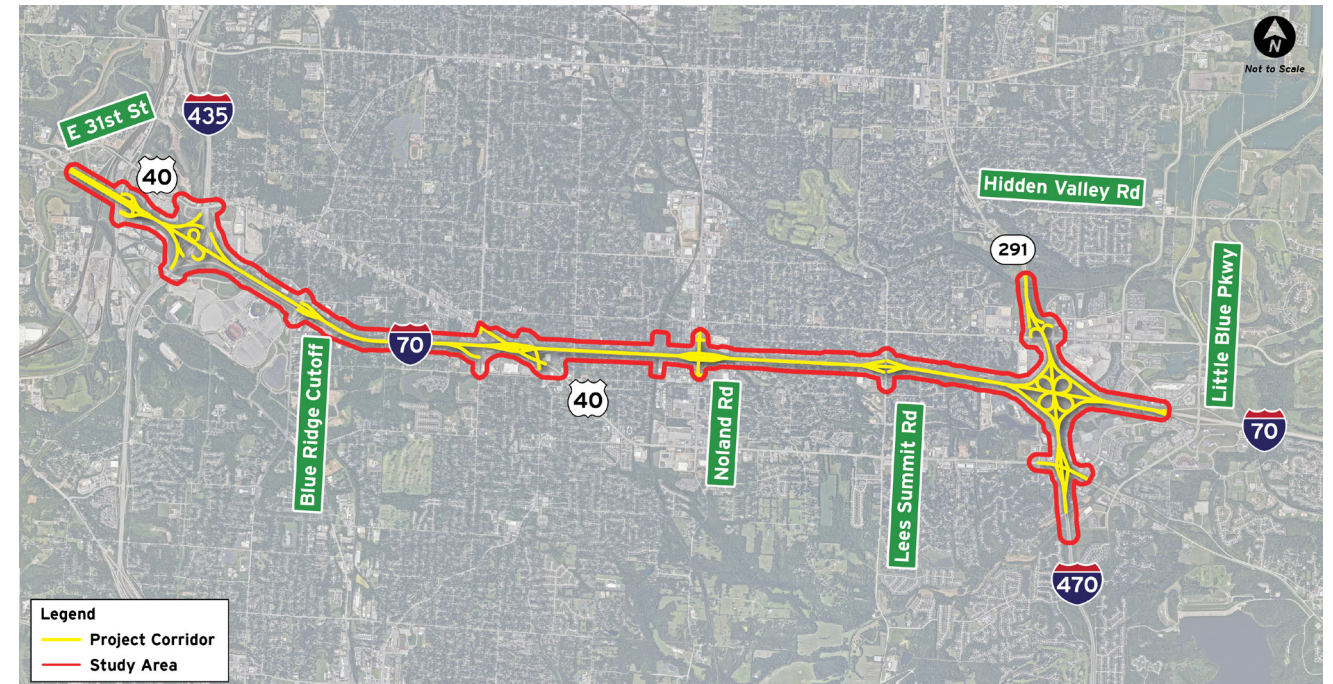 N
Not to Scale
E 31st St
435
40
Hidden Valley Rd
291
Little Blue Pkwy
70
Blue Ridge Cutoff
40
Noland Rd
Lees Summit Rd
70
470
Legend
Project Corridor
Study Area